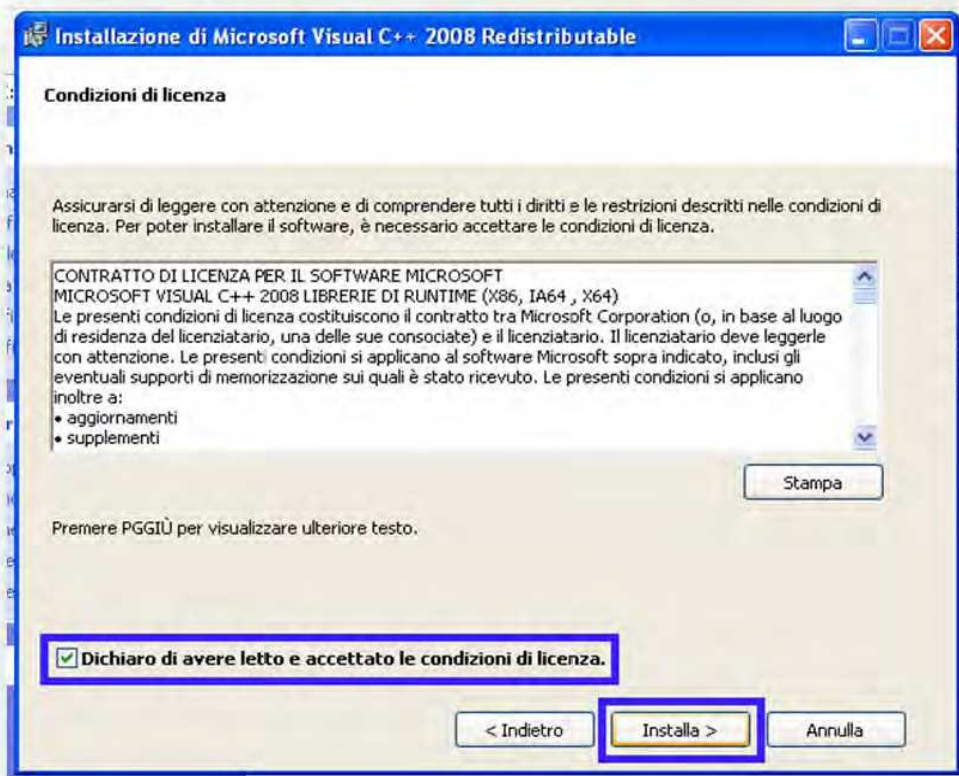 Installazione di Microsoft Visual C++ 2008 Redistributable
Condizioni di licenza
Assicurarsi di leggere con attenzione e di comprendere tutti i diritti e le restrizioni descritti nelle condizioni di
licenza. Per poter installare il software, è necessario accettare le condizioni di licenza.
CONTRATTO DI LICENZA PER IL SOFTWARE MICROSOFT
MICROSOFT VISUAL C++ 2008 LIBRERIE DI RUNTIME (X86, IA64 , X64)
Le presenti condizioni di licenza costituiscono il contratto tra Microsoft Corporation (o, in base al luogo
di residenza del licenziatario, una delle sue consociate) e il licenziatario. Il licenziatario deve leggerle
con attenzione. Le presenti condizioni si applicano al software Microsoft sopra indicato, inclusi gli
eventuali supporti di memorizzazione sui quali è stato ricevuto. Le presenti condizioni si applicano
inoltre a:
• aggiornamenti
• supplementi
Stampa
Premere PGGIÙ per visualizzare ulteriore testo.
Dichiaro di avere letto e accettato le condizioni di licenza.
< Indietro
Installa >
Annulla